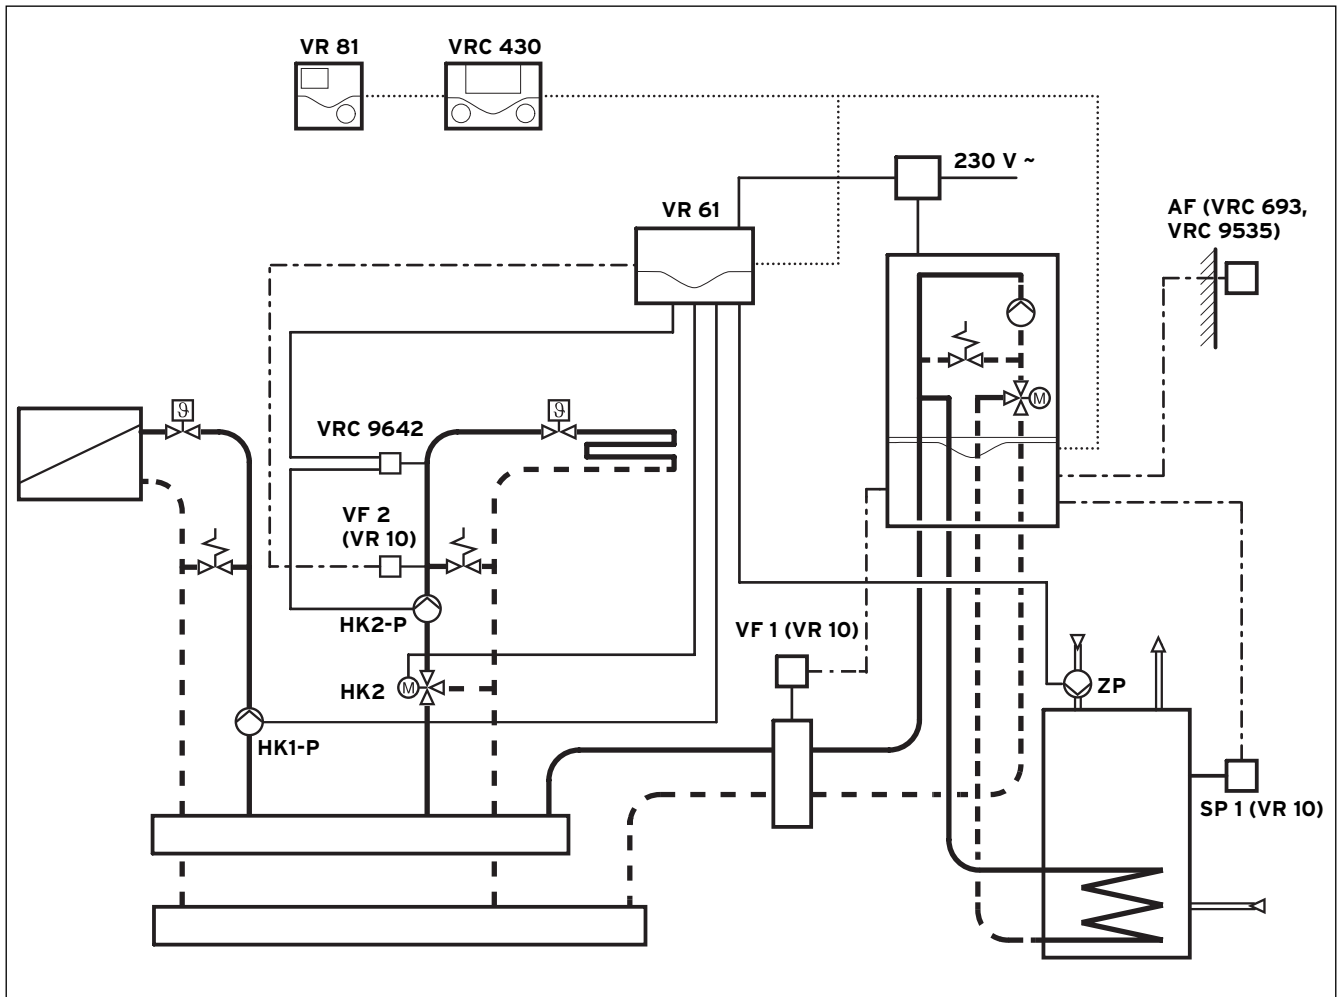 VR 81
VRC 430
230 V ~
VR 61
AF (VRC 693,
VRC 9535)
ϑ
ϑ
M
VRC 9642
VF 2
(VR 10)
HK2-P
VF 1 (VR 10)
HK2
M
ZP
HK1-P
SP 1 (VR 10)